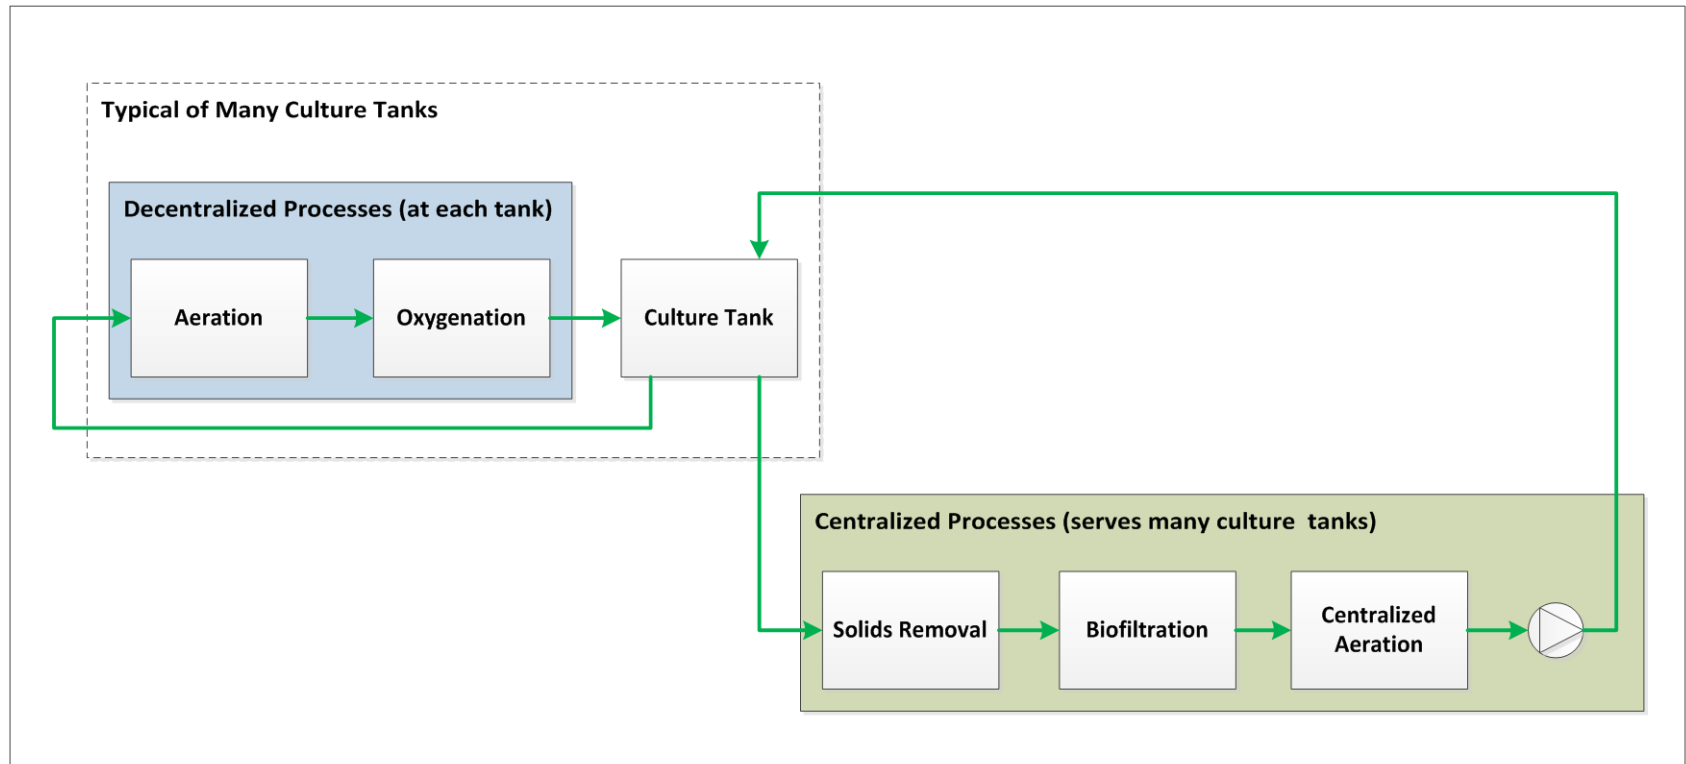 Typical of Many Culture Tanks
Decentralized Processes (at each tank)
Aeration
Oxygenation
Culture Tank
Centralized Processes (serves many culture  tanks)
Solids Removal
Biofiltration
Centralized
Aeration